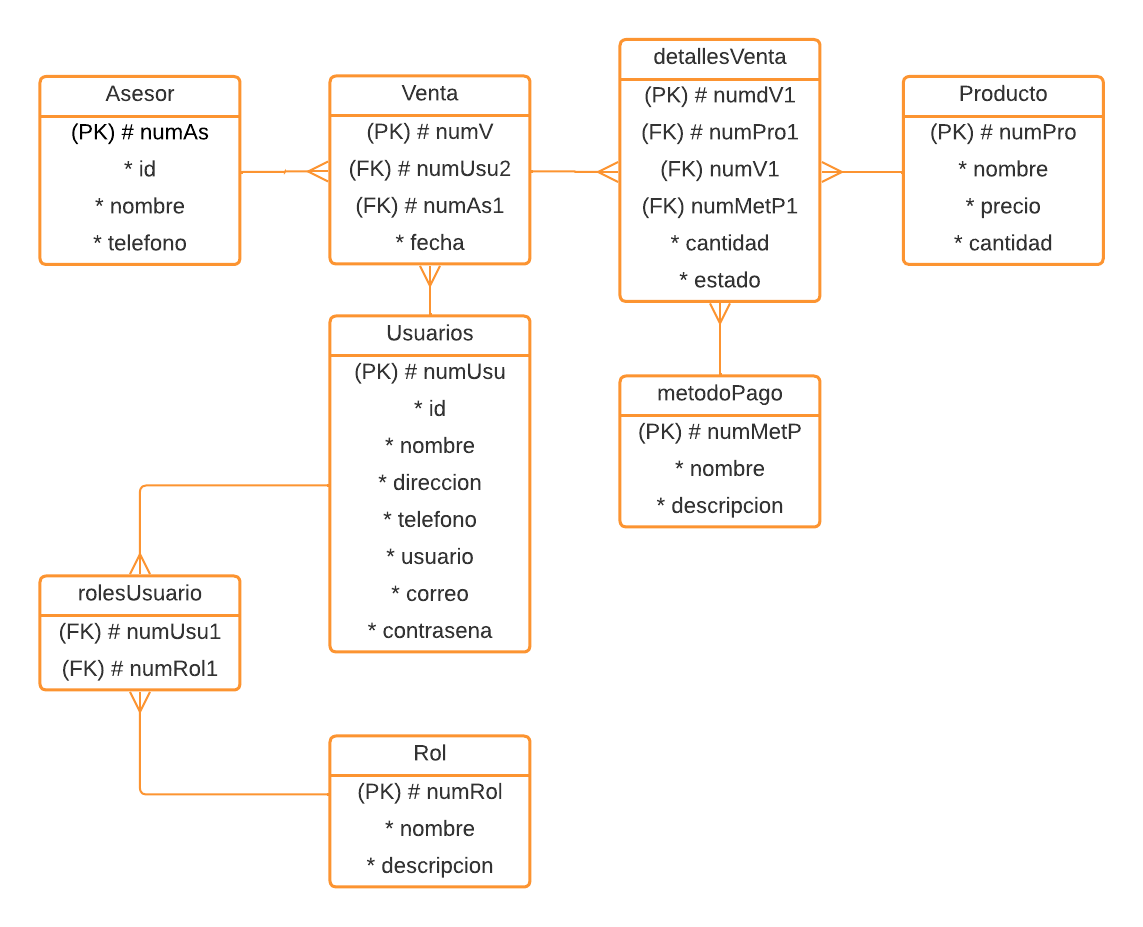 Asesor
(PK) # numAs
* id
* nombre
* telefono
Venta
(PK) # numV
(FK) # numUsu2
(FK) # numAs1
* fecha
detallesVenta
(PK) # numdV1
(FK) # numPro1
(FK) numV1
(FK) numMetP1
* cantidad
* estado
Producto
(PK) # numPro
* nombre
* precio
* cantidad
Usuarios
(PK) # numUsu
* id
* nombre
* direccion
* telefono
* usuario
* correo
* contrasena
metodoPago
(PK) # numMetP
* nombre
* descripcion
rolesUsuario
(FK) # numUsu1
(FK) # numRol1
Rol
(PK) # numRol
* nombre
* descripcion